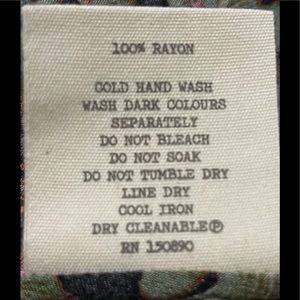 100% RAYON
COLD HAND WASH
WASH DARK COLOURS
SEPARATELY
DO NOT BLEACH
DO NOT SOAK
DO NOT TUMBLE DRY
LINE DRY
COOL IRON
DRY CLEANABLEⓅ
RN 150890